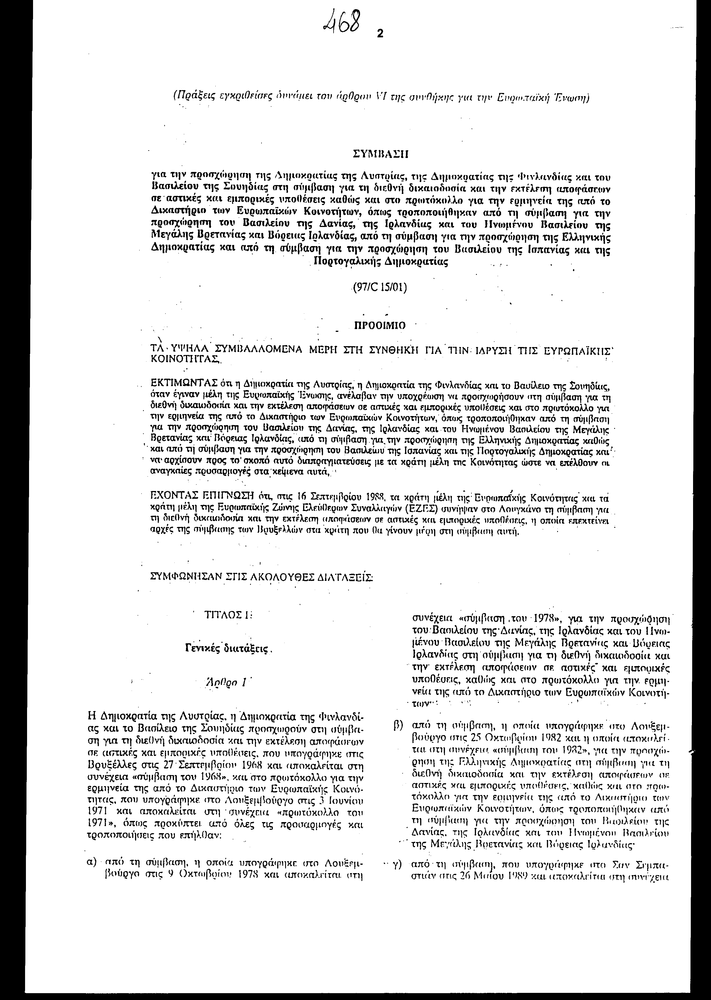 468
2
(Πράξεις εγκριθείσες δυνάμει του άρθρου VI της συνθήκης για την Ευρωπαϊκή Ένωση)
ΣΥΜΒΑΣΗ
για την προσχώρηση της Δημοκρατίας της Αυστρίας, της Δημοκρατίας της Φινλανδίας και του
Βασιλείου της Σουηδίας στη σύμβαση για τη διεθνή δικαιοδοσία και την εκτέλεση αποφάσεων
σε αστικές και εμπορικές υποθέσεις καθώς και στο πρωτόκολλο για την ερμηνεία της από το
Δικαστήριο των Ευρωπαϊκών Κοινοτήτων, όπως τροποποιήθηκαν από τη σύμβαση για την
προσχώρηση του Βασιλείου της Δανίας, της Ιρλανδίας και του Ηνωμένου Βασιλείου της
Μεγάλης Βρετανίας και Βόρειας Ιρλανδίας, από τη σύμβαση για την προσχώρηση της Ελληνικής
Δημοκρατίας και από τη σύμβαση για την προσχώρηση του Βασιλείου της Ισπανίας και της
Πορτογαλικής Δημοκρατίας
(97/C 15/01)
ΠΡΟΟΙΜΙΟ
ΤΑ ΥΨΗΛΑ ΣΥΜΒΑΛΛΟΜΕΝΑ ΜΕΡΗ ΣΤΗ ΣΥΝΘΗΚΗ ΓΙΑ ΤΗΝ ΙΔΡΥΣΗ ΤΗΣ ΕΥΡΩΠΑΪΚΗΣ
ΚΟΙΝΟΤΗΤΑΣ,
ΕΚΤΙΜΩΝΤΑΣ ότι η Δημοκρατία της Αυστρίας, η Δημοκρατία της Φινλανδίας και το Βασίλειο της Σουηδίας,
όταν έγιναν μέλη της Ευρωπαϊκής Ένωσης, ανέλαβαν την υποχρέωση να προσχωρήσουν στη σύμβαση για τη
διεθνή δικαιοδοσία και την εκτέλεση αποφάσεων σε αστικές και εμπορικές υποθέσεις και στο πρωτόκολλο για
την ερμηνεία της από το Δικαστήριο των Ευρωπαϊκών Κοινοτήτων, όπως τροποποιήθηκαν από τη σύμβαση
για την προσχώρηση του Βασιλείου της Δανίας, της Ιρλανδίας και του Ηνωμένου Βασιλείου της Μεγάλης
Βρετανίας και Βόρειας Ιρλανδίας, από τη σύμβαση για την προσχώρηση της Ελληνικής Δημοκρατίας καθώς
και από τη σύμβαση για την προσχώρηση του Βασιλείου της Ισπανίας και της Πορτογαλικής Δημοκρατίας και
να αρχίσουν προς το σκοπό αυτό διαπραγματεύσεις με τα κράτη μέλη της Κοινότητας ώστε να επέλθουν οι
αναγκαίες προσαρμογές στα κείμενα αυτά,
ΕΧΟΝΤΑΣ ΕΠΙΓΝΩΣΗ ότι, στις 16 Σεπτεμβρίου 1988, τα κράτη μέλη της Ευρωπαϊκής Κοινότητας και τα
κράτη μέλη της Ευρωπαϊκής Ζώνης Ελεύθερων Συναλλαγών (ΕΖΕΣ) συνήψαν στο Λουγκάνο τη σύμβαση για
τη διεθνή δικαιοδοσία και την εκτέλεση αποφάσεων σε αστικές και εμπορικές υποθέσεις, η οποία επεκτείνει
αρχές της σύμβασης των Βρυξελλών στα κράτη που θα γίνουν μέρη στη σύμβαση αυτή.
ΣΥΜΦΩΝΗΣΑΝ ΣΤΙΣ ΑΚΟΛΟΥΘΕΣ ΔΙΑΤΑΞΕΙΣ:
ΤΙΤΛΟΣ Ι
Γενικές διατάξεις
Άρθρο 1
Η Δημοκρατία της Αυστρίας, η Δημοκρατία της Φινλανδί-
ας και το Βασίλειο της Σουηδίας προσχωρούν στη σύμβα-
ση για τη διεθνή δικαιοδοσία και την εκτέλεση αποφάσεων
σε αστικές και εμπορικές υποθέσεις, που υπογράφηκε στις
Βρυξέλλες στις 27 Σεπτεμβρίου 1968 και αποκαλείται στη
συνέχεια «σύμβαση του 1968», και στο πρωτόκολλο για την
ερμηνεία της από το Δικαστήριο των Ευρωπαϊκής Κοινό-
τητας, που υπογράφηκε στο Λουξεμβούργο στις 3 Ιουνίου
1971 και αποκαλείται στη συνέχεια «πρωτόκολλο του
1971», όπως προκύπτει από όλες τις προσαρμογές και
τροποποιήσεις που επήλθαν:
α) από τη σύμβαση, η οποία υπογράφηκε στο Λουξεμ-
βούργο στις 9 Οκτωβρίου 1978 και αποκαλείται στη
συνέχεια «σύμβαση του 1978», για την προσχώρηση
του Βασιλείου της Δανίας, της Ιρλανδίας και του Ηνω-
μένου Βασιλείου της Μεγάλης Βρετανίας και Βόρειας
Ιρλανδίας στη σύμβαση για τη διεθνή δικαιοδοσία και
την εκτέλεση αποφάσεων σε αστικές και εμπορικές
υποθέσεις, καθώς και στο πρωτόκολλο για την ερμη-
νεία της από το Δικαστήριο των Ευρωπαϊκών Κοινοτή-
των·
β) από τη σύμβαση, η οποία υπογράφηκε στο Λουξεμ-
βούργο στις 25 Οκτωβρίου 1982 και η οποία αποκαλεί-
ται στη συνέχεια «σύμβαση του 1982», για την προσχώ-
ρηση της Ελληνικής Δημοκρατίας στη σύμβαση για τη
διεθνή δικαιοδοσία και την εκτέλεση αποφάσεων σε
αστικές και εμπορικές υποθέσεις, καθώς και στο πρω-
τόκολλο για την ερμηνεία της από το Δικαστήριο των
Ευρωπαϊκών Κοινοτήτων, όπως τροποποιήθηκαν από
τη σύμβαση για την προσχώρηση του Βασιλείου της
Δανίας, της Ιρλανδίας και του Ηνωμένου Βασιλείου
της Μεγάλης Βρετανίας και Βόρειας Ιρλανδίας·
γ) από τη σύμβαση, που υπογράφηκε στο Σαν Σεμπα-
στιάν στις 26 Μαΐου 1989 και αποκαλείται στη συνέχεια